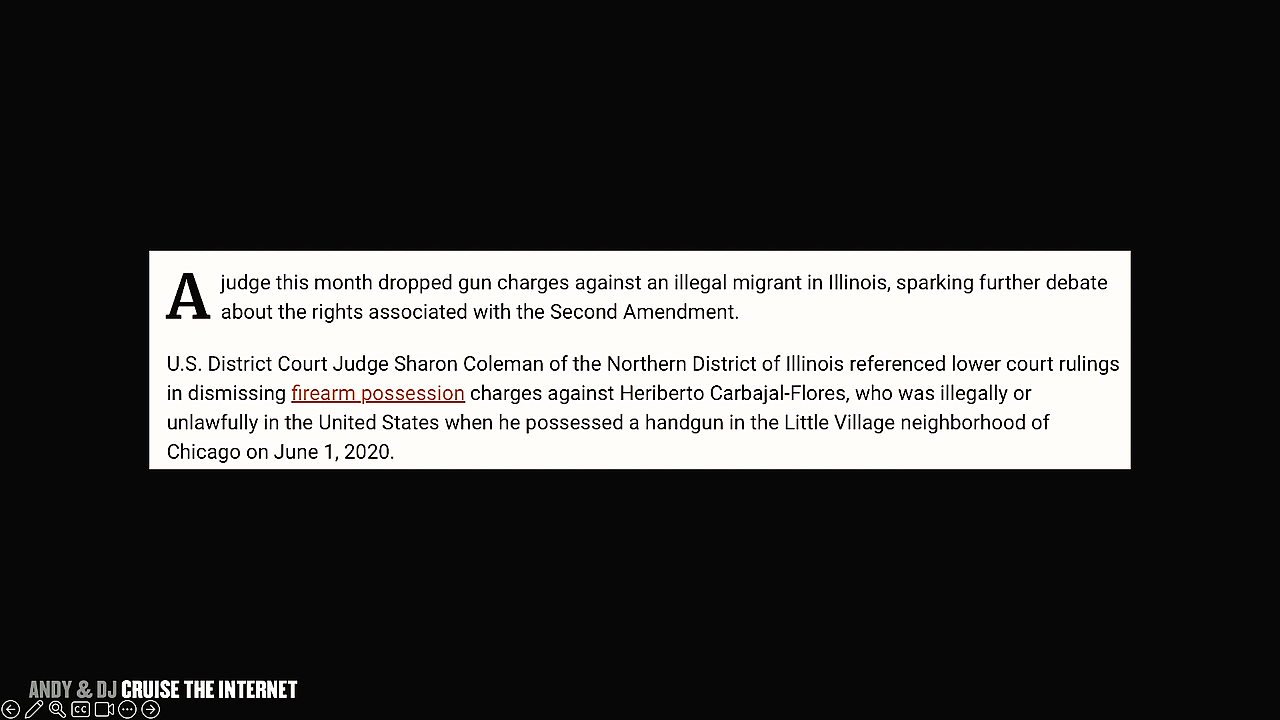 A judge this month dropped gun charges against an illegal migrant in Illinois, sparking further debate
about the rights associated with the Second Amendment.
U.S. District Court Judge Sharon Coleman of the Northern District of Illinois referenced lower court rulings
in dismissing firearm possession charges against Heriberto Carbajal-Flores, who was illegally or
unlawfully in the United States when he possessed a handgun in the Little Village neighborhood of
Chicago on June 1, 2020.
ANDY & DJ CRUISE THE INTERNET
CC